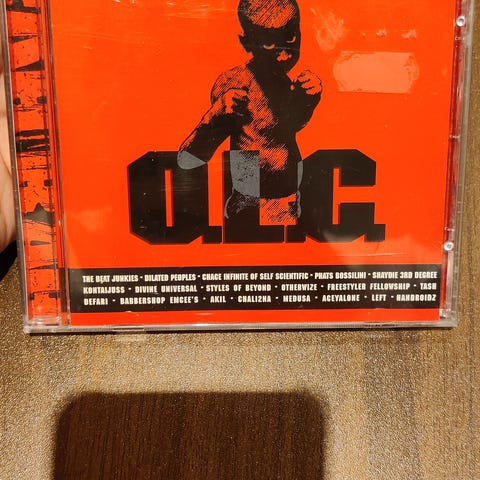 O.L.C.
THE BEAT JUNKIES • DILATED PEOPLES • CHACE INFINITE OF SELF SCIENTIFIC • PHATS BOSSILINI • SHAYDIE 3RD DEGREE
KONTAJUSS • DIVINE UNIVERSAL • STYLES OF BEYOND • OTHERWIZE • FREESTYLER FELLOWSHIP • TASH
DEFARI • BARBERSHOP EMCEE'S • AKIL • CHALI2NA • MEDUSA • ACEYALONE • LEFT • HANDROIDZ